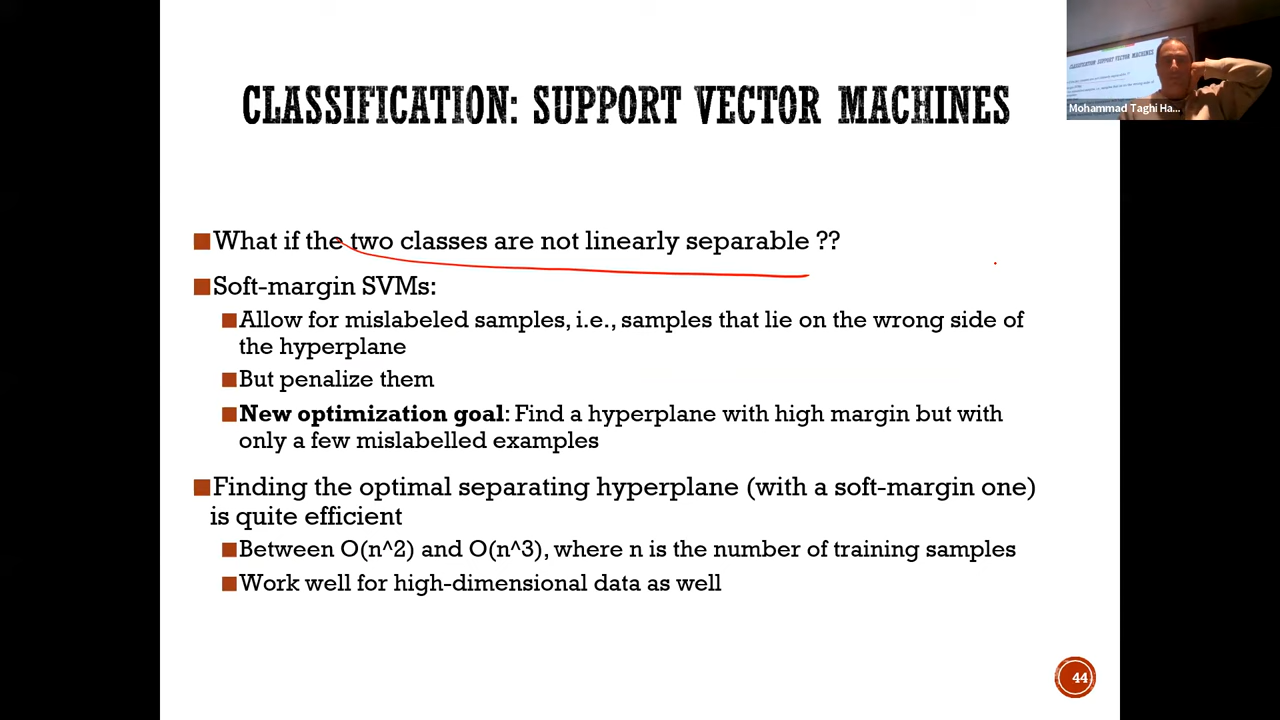 CLASSIFICATION: SUPPORT VECTOR MACHINES
CLASSIFICATION: SUPPORT VECTOR MACHINES
Mohammad Taghi Ha...
What if the two classes are not linearly separable ??
Soft-margin SVMs:
Allow for mislabeled samples, i.e., samples that lie on the wrong side of
the hyperplane
But penalize them
New optimization goal: Find a hyperplane with high margin but with
only a few mislabelled examples
Finding the optimal separating hyperplane (with a soft-margin one)
is quite efficient
Between O(n^2) and O(n^3), where n is the number of training samples
Work well for high-dimensional data as well
44